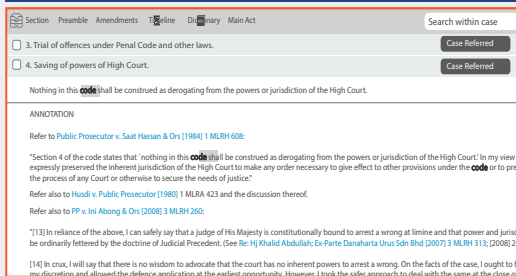 Section Preamble Amendments Timeline Dictionary Main Act Search within case
3. Trial of offences under Penal Code and other laws. Case Referred
4. Saving of powers of High Court. Case Referred
Nothing in this code shall be construed as derogating from the powers or jurisdiction of the High Court.
ANNOTATION
Refer to Public Prosecutor v. Saat Hassan & Ors [1984] 1 MLRH 608:
"Section 4 of the code states that `nothing in this code shall be construed as derogating from the powers or jurisdiction of the High Court.' In my view
expressly preserved the inherent jurisdiction of the High Court to make any order necessary to give effect to other provisions under the code or to pre
the process of any Court or otherwise to secure the needs of justice."
Refer also to Husdi v. Public Prosecutor [1980] 1 MLRA 423 and the discussion thereof.
Refer also to PP v. Ini Abong & Ors [2008] 3 MLRH 260:
"[13] In reliance of the above, I can safely say that a judge of His Majesty is constitutionally bound to arrest a wrong at limine and that power and jurisd
be ordinarily fettered by the doctrine of Judicial Precedent. (See Re: Hj Khalid Abdullah; Ex-Parte Danaharta Urus Sdn Bhd [2007] 3 MLRH 313; [2008] 2
[14] In crux, I will say that there is no wisdom to advocate that the court has no inherent powers to arrest a wrong. On the facts of the case, I ought to h
my discretion and allowed the defence application at the earliest opportunity. However, I took the safer approach to deal with the same at the close o